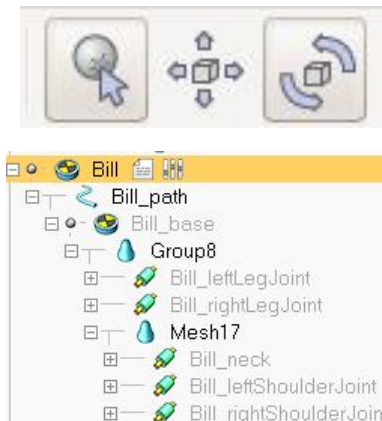 Bill
Bill_path
Bill_base
Group8
Bill_leftLegJoint
Bill_rightLegJoint
Mesh17
Bill_neck
Bill_leftShoulderJoint
Bill_rightShoulderJoin